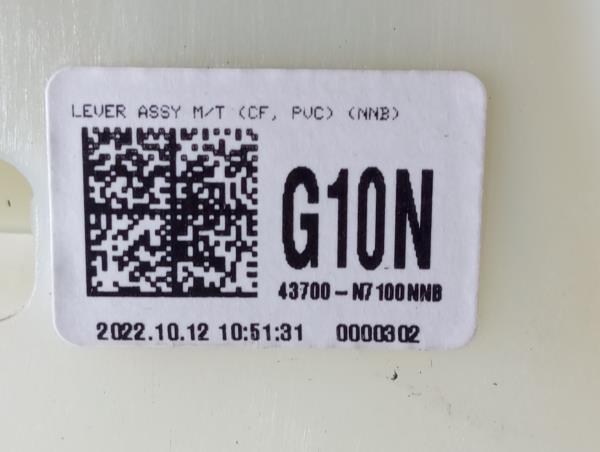 LEVER ASSY M/T (CF, PVC) (NNB)
G10N
43700-N7100NNB
2022.10.12 10:51:31 0000302